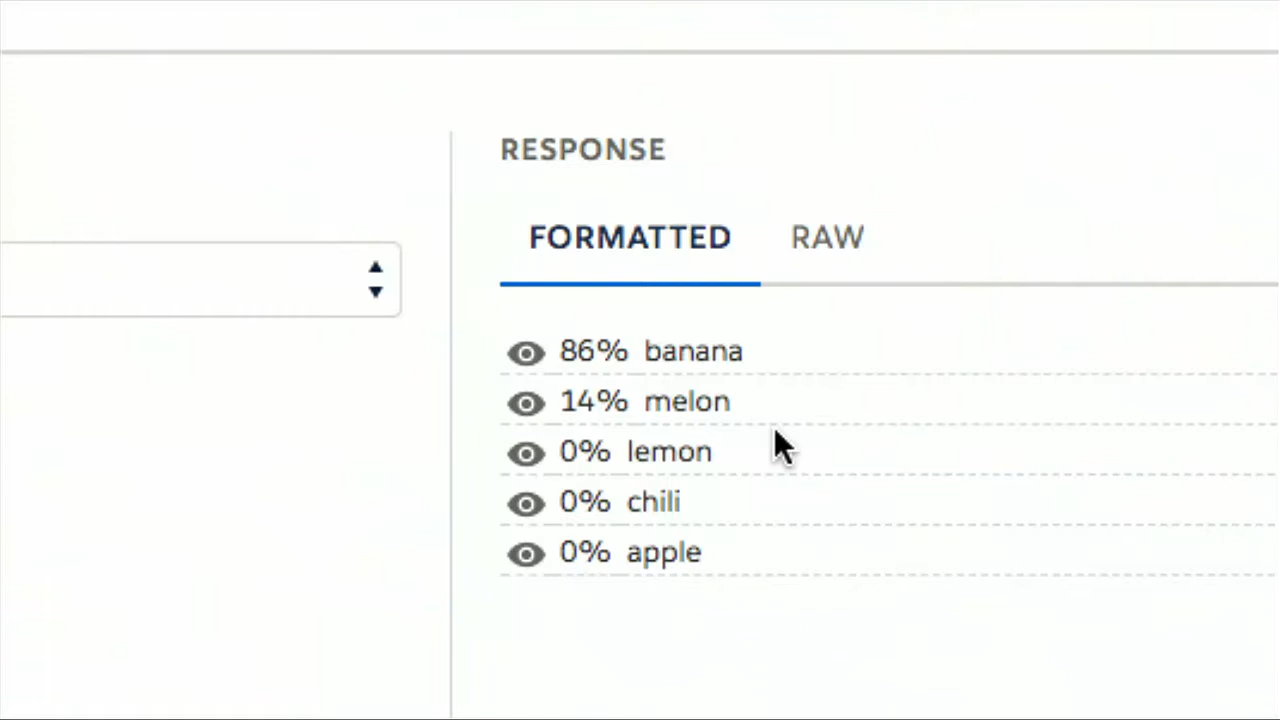 RESPONSE
FORMATTED RAW
86% banana
14% melon
0% lemon
0% chili
0% apple